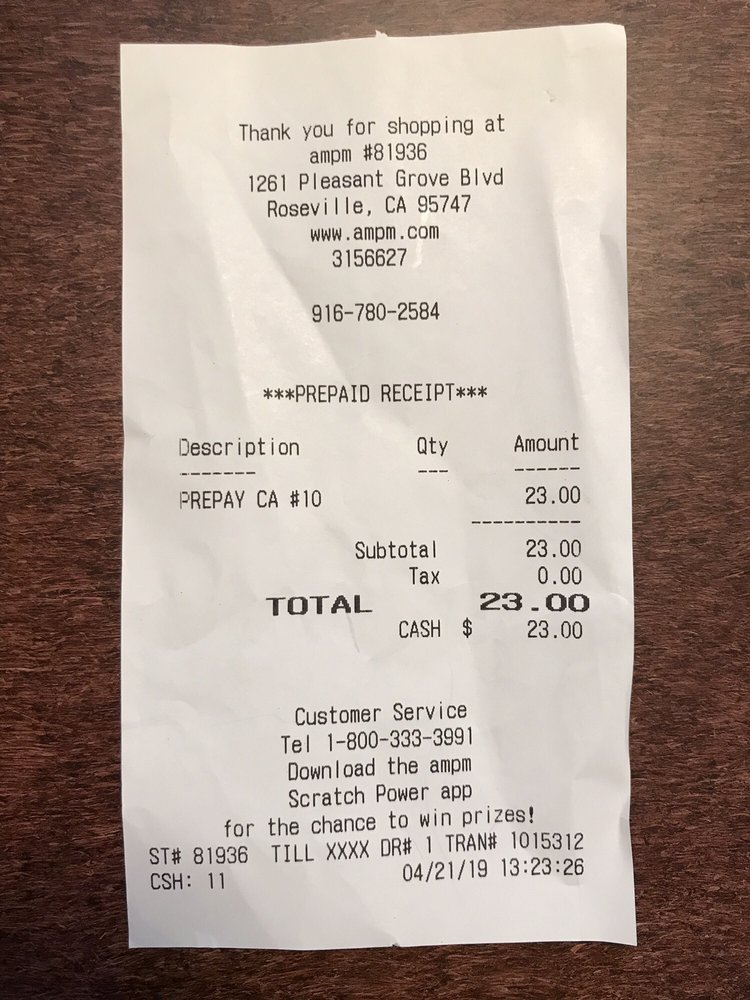 Thank you for shopping at
ampm #81936
1261 Pleasant Grove Blvd
Roseville, CA 95747
www.ampm.com
3156627
916-780-2584
***PREPAID RECEIPT***
Description Qty Amount
------- --- ------
PREPAY CA #10 23.00
----------
Subtotal 23.00
Tax 0.00
TOTAL 23.00
CASH $ 23.00
Customer Service
Tel 1-800-333-3991
Download the ampm
Scratch Power app
for the chance to win prizes!
ST# 81936 TILL XXXX DR# 1 TRAN# 1015312
CSH: 11 04/21/19 13:23:26